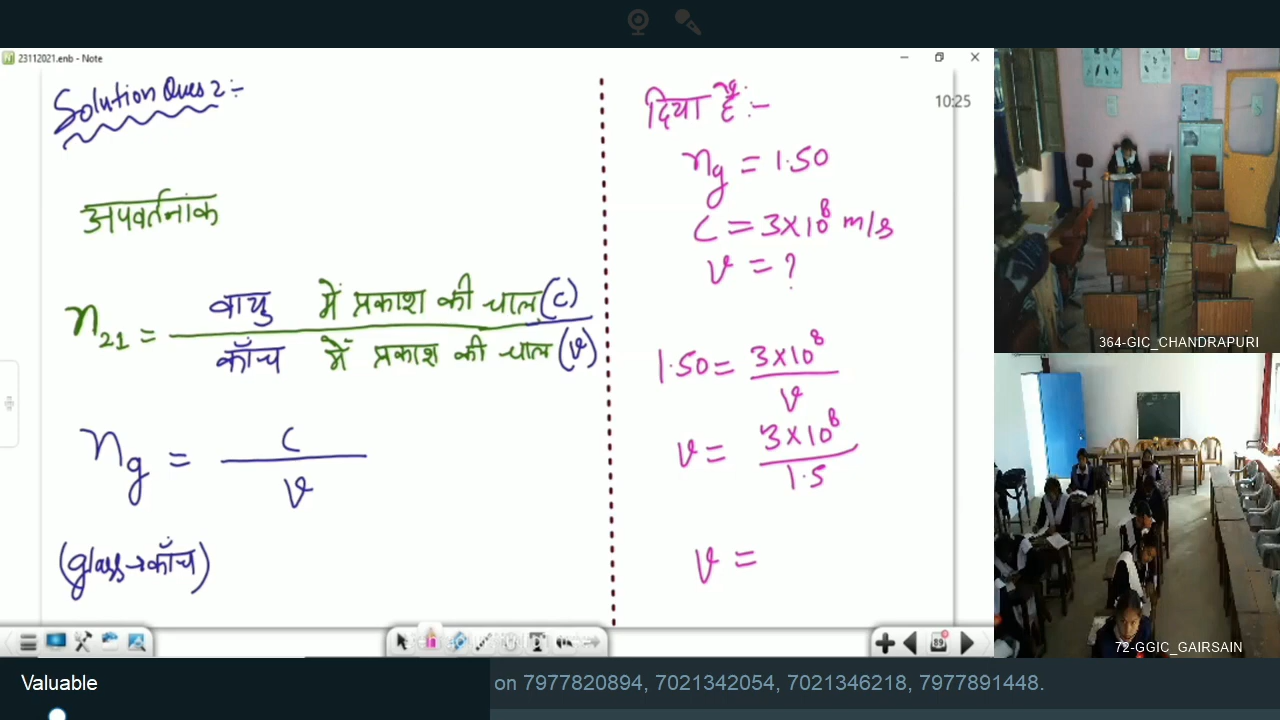 23112021.enb - Note
Solution Ques 2 :-
अपवर्तनांक
n21 = वायु में प्रकाश की चाल (c)
काँच में प्रकाश की चाल (v)
ng = c
v
(glass → काँच)
दिया है :-
10:25
ng = 1.50
c = 3×10⁸ m/s
v = ?
1.50 = 3×10⁸
v
v = 3×10⁸
1.5
v =
364-GIC_CHANDRAPURI
72-GGIC_GAIRSAIN
Valuable
on 7977820894, 7021342054, 7021346218, 7977891448.